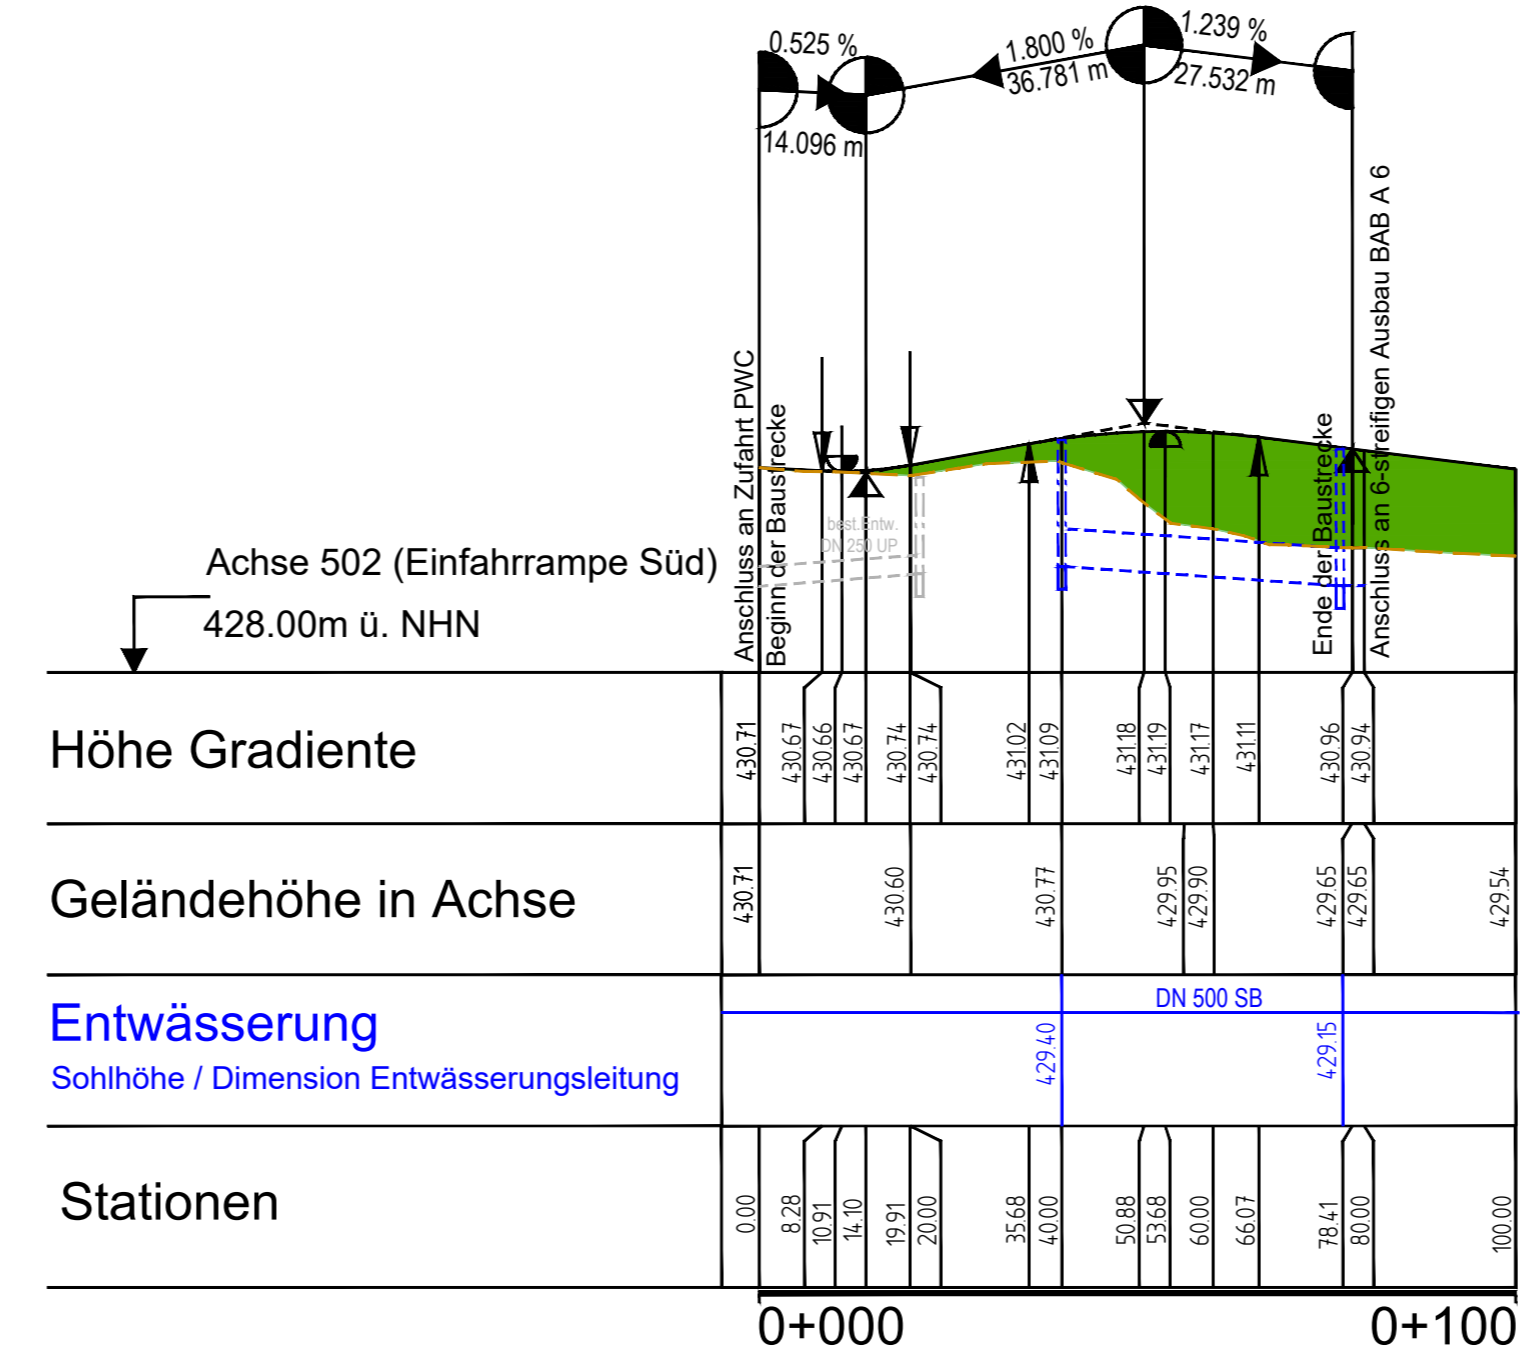 0.525 %
14.096 m
1.800 %
36.781 m
1.239 %
27.532 m
Anschluss an Zufahrt PWC
Beginn der Baustrecke
Ende der Baustrecke
Anschluss an 6-streifigen Ausbau BAB A 6
best.Entw.
DN 250 UP
Achse 502 (Einfahrrampe Süd)
428.00m ü. NHN
Höhe Gradiente
430.71
430.67
430.66
430.67
430.74
430.74
431.02
431.09
431.18
431.19
431.17
431.11
430.96
430.94
Geländehöhe in Achse
430.71
430.60
430.77
429.95
429.90
429.65
429.65
429.54
Entwässerung
Sohlhöhe / Dimension Entwässerungsleitung
DN 500 SB
429.40
429.15
Stationen
0.00
8.28
10.91
14.10
19.91
20.00
35.68
40.00
50.88
53.68
60.00
66.07
78.41
80.00
100.00
0+000
0+100